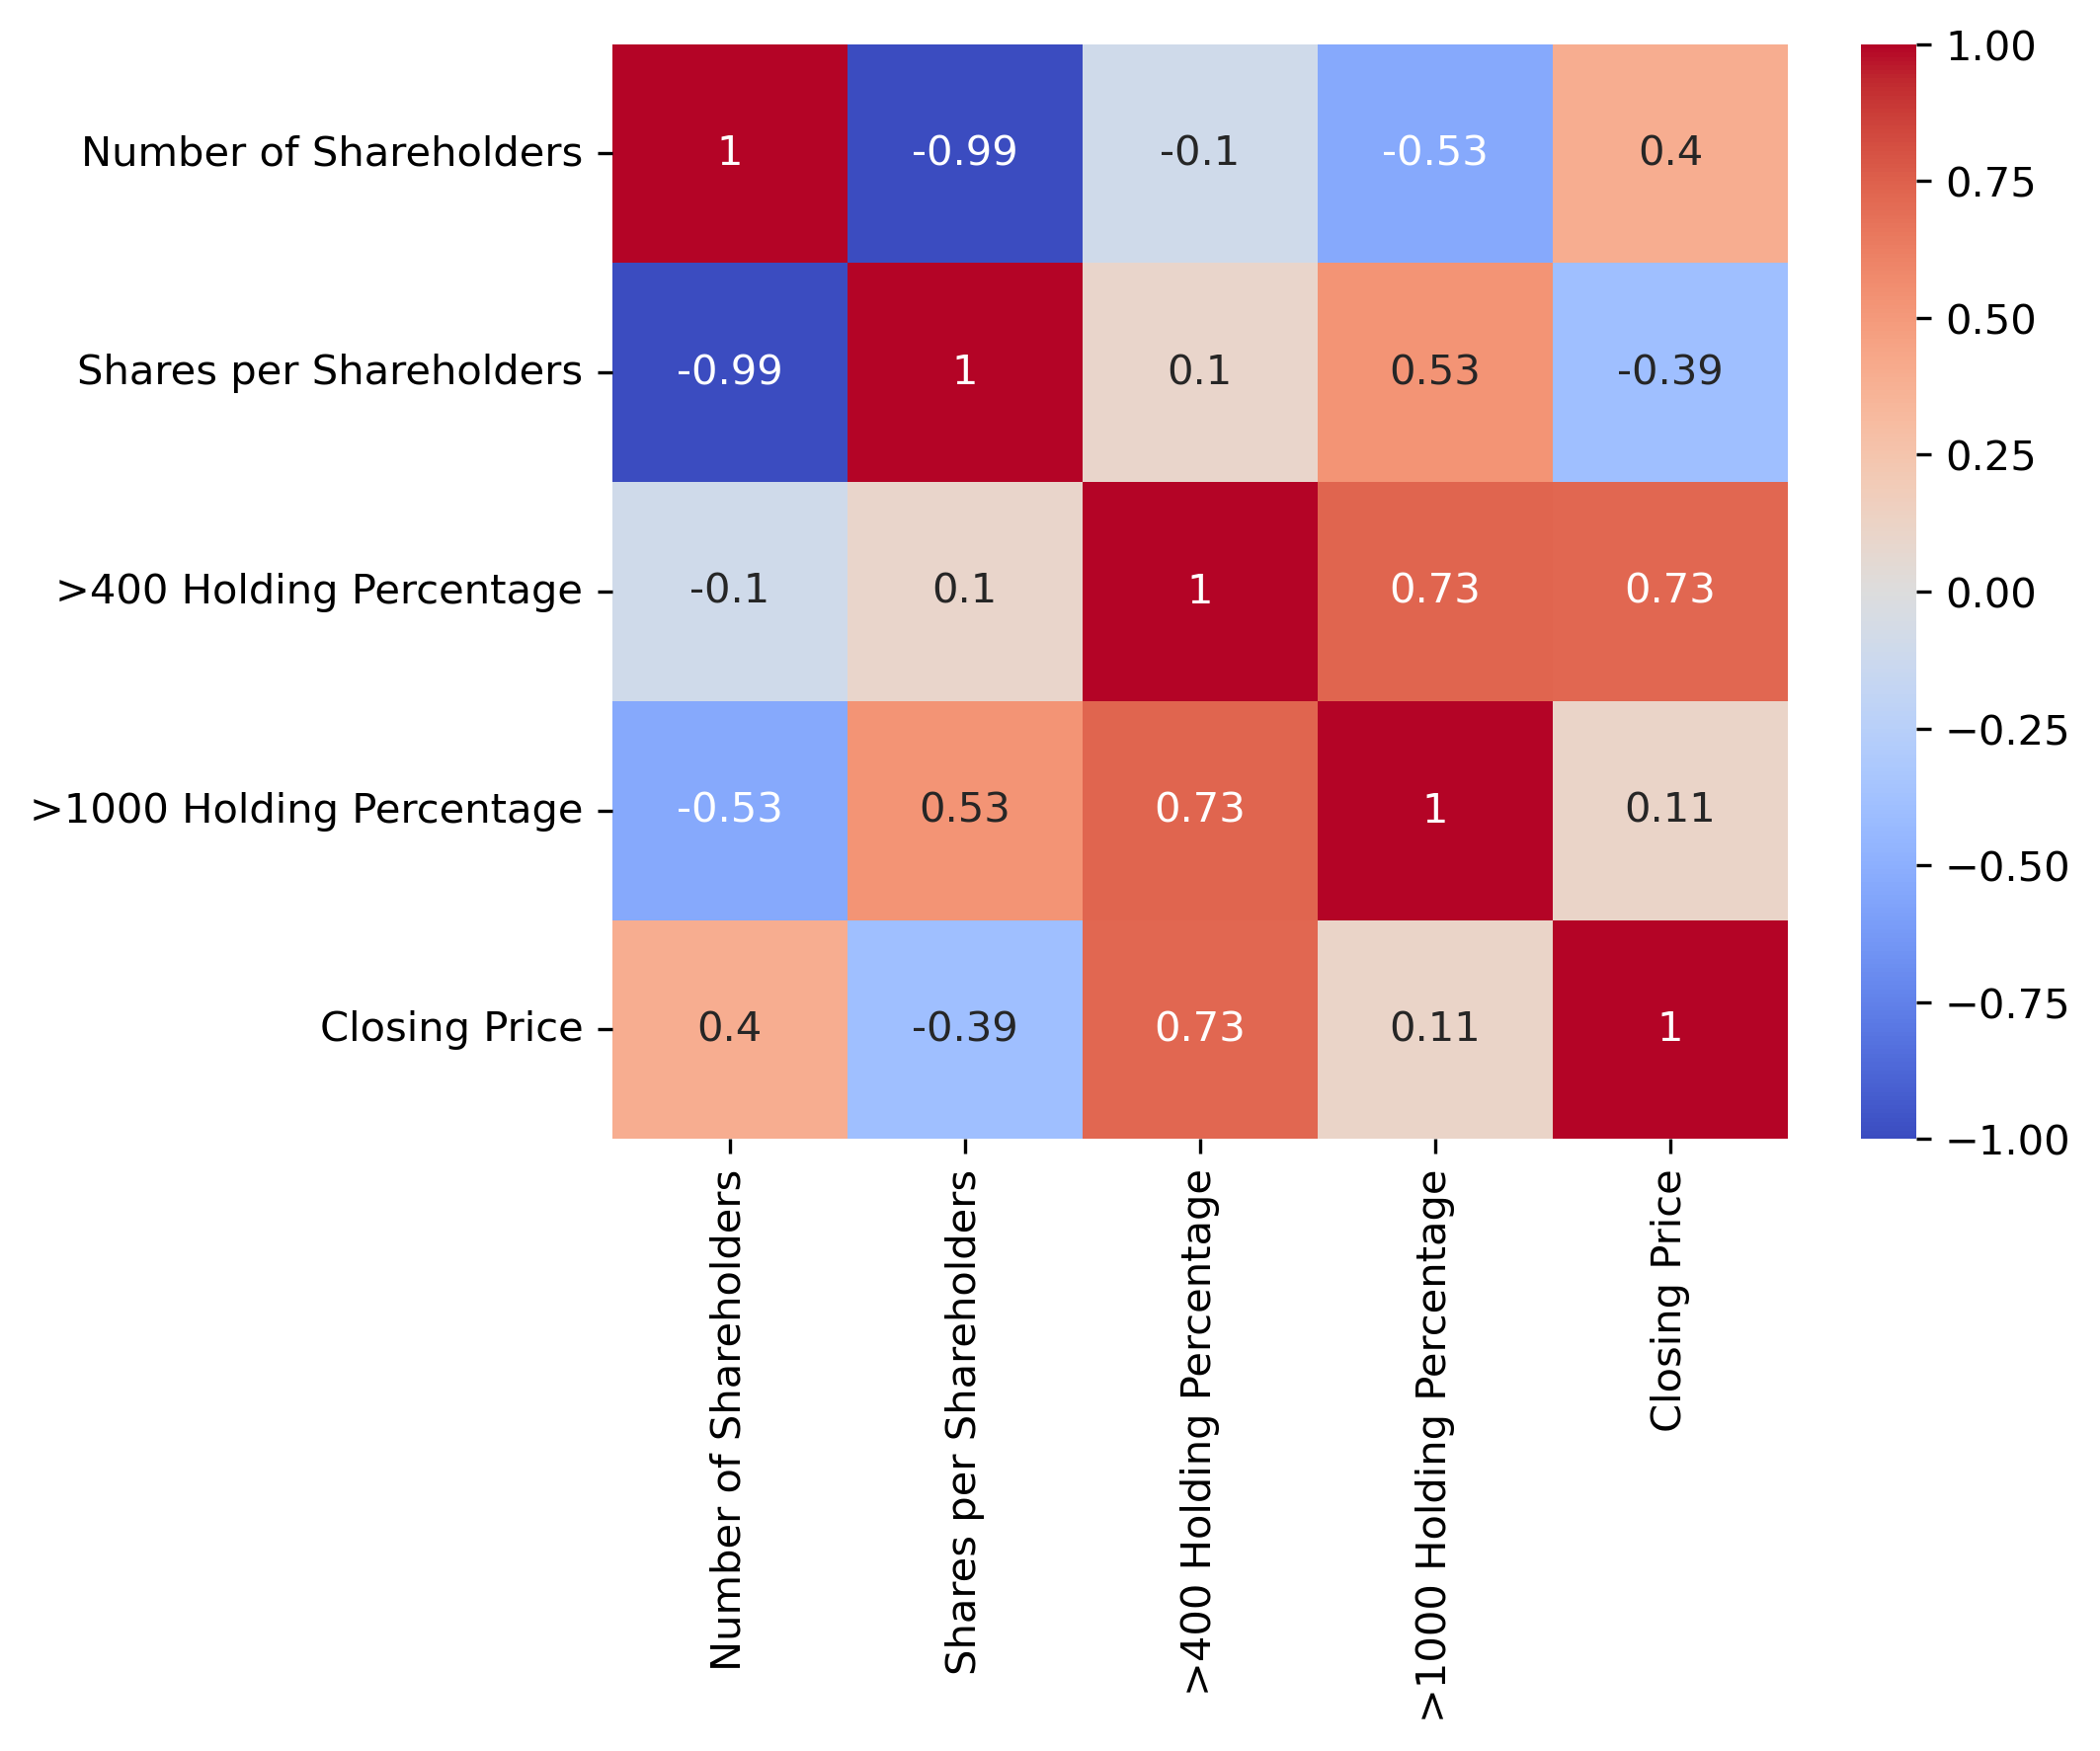 Number of Shareholders 1 -0.99 -0.1 -0.53 0.4
Shares per Shareholders -0.99 1 0.1 0.53 -0.39
>400 Holding Percentage -0.1 0.1 1 0.73 0.73
>1000 Holding Percentage -0.53 0.53 0.73 1 0.11
Closing Price 0.4 -0.39 0.73 0.11 1
Number of Shareholders
Shares per Shareholders
>400 Holding Percentage
>1000 Holding Percentage
Closing Price
1.00
0.75
0.50
0.25
0.00
−0.25
−0.50
−0.75
−1.00